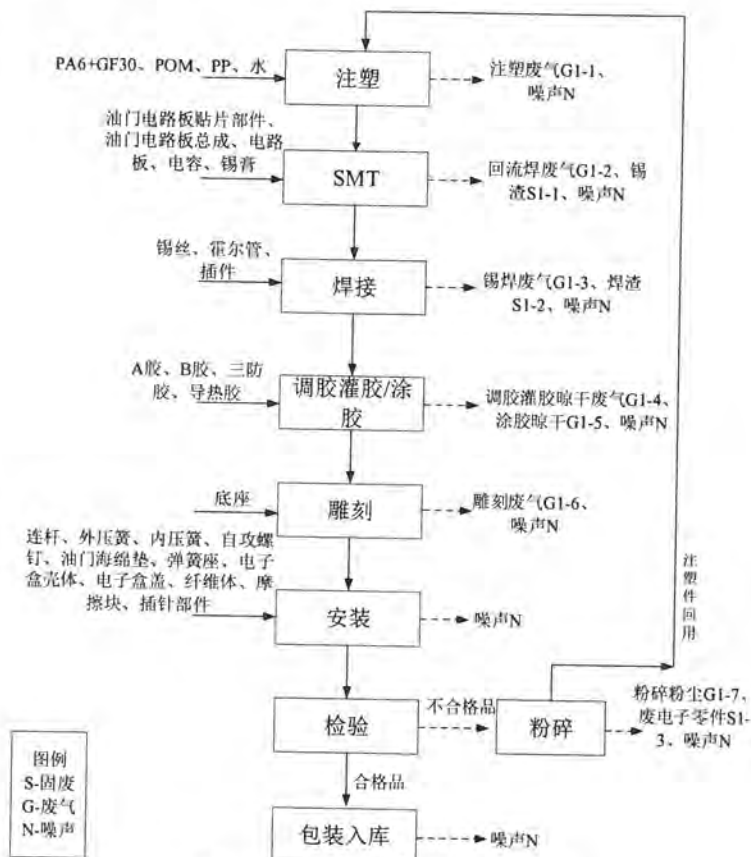 PA6+GF30、POM、PP、水
注塑
注塑废气G1-1、
噪声N
油门电路板贴片部件、
油门电路板总成、电路
板、电容、锡膏
SMT
回流焊废气G1-2、锡
渣S1-1、噪声N
锡丝、霍尔管、
插件
焊接
锡焊废气G1-3、焊渣
S1-2、噪声N
A胶、B胶、三防
胶、导热胶
调胶灌胶/涂
胶
调胶灌胶晾干废气G1-4、
涂胶晾干G1-5、噪声N
底座
雕刻
雕刻废气G1-6、
噪声N
连杆、外压簧、内压簧、自攻螺
钉、油门海绵垫、弹簧座、电子
盒壳体、电子盒盖、纤维体、摩
擦块、插针部件
安装
噪声N
注塑件回用
检验
不合格品
粉碎
粉碎粉尘G1-7、
废电子零件S1-
3、噪声N
合格品
包装入库
噪声N
图例
S-固废
G-废气
N-噪声